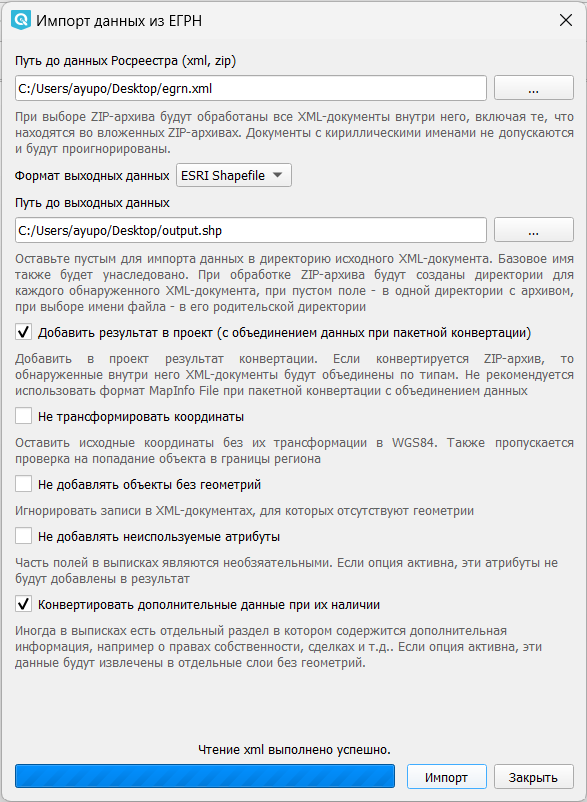 Импорт данных из ЕГРН
Путь до данных Росреестра (xml, zip)
C:/Users/ayupo/Desktop/egrn.xml
...
При выборе ZIP-архива будут обработаны все XML-документы внутри него, включая те, что
находятся во вложенных ZIP-архивах. Документы с кириллическими именами не допускаются
и будут проигнорированы.
Формат выходных данных ESRI Shapefile
Путь до выходных данных
C:/Users/ayupo/Desktop/output.shp
...
Оставьте пустым для импорта данных в директорию исходного XML-документа. Базовое имя
также будет унаследовано. При обработке ZIP-архива будут созданы директории для
каждого обнаруженного XML-документа, при пустом поле - в одной директории с архивом,
при выборе имени файла - в его родительской директории
Добавить результат в проект (с объединением данных при пакетной конвертации)
Добавить в проект результат конвертации. Если конвертируется ZIP-архив, то
обнаруженные внутри него XML-документы будут объединены по типам. Не рекомендуется
использовать формат MapInfo File при пакетной конвертации с объединением данных
Не трансформировать координаты
Оставить исходные координаты без их трансформации в WGS84. Также пропускается
проверка на попадание объекта в границы региона
Не добавлять объекты без геометрий
Игнорировать записи в XML-документах, для которых отсутствуют геометрии
Не добавлять неиспользуемые атрибуты
Часть полей в выписках являются необязательными. Если опция активна, эти атрибуты не
будут добавлены в результат
Конвертировать дополнительные данные при их наличии
Иногда в выписках есть отдельный раздел в котором содержится дополнительная
информация, например о правах собственности, сделках и т.д.. Если опция активна, эти
данные будут извлечены в отдельные слои без геометрий.
Чтение xml выполнено успешно.
Импорт
Закрыть